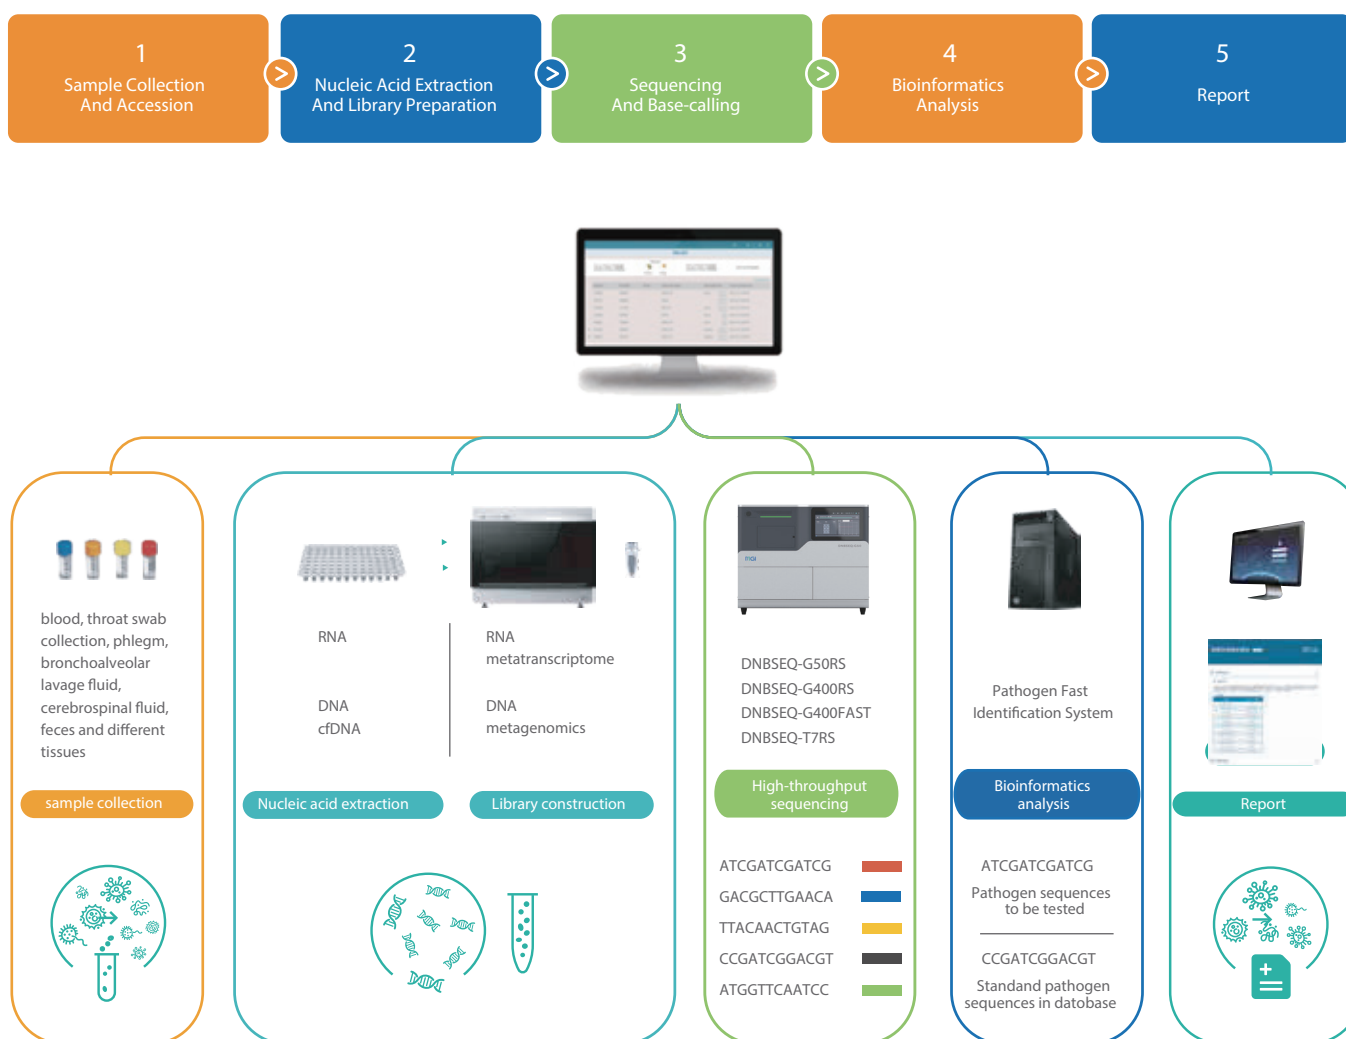 1
Sample Collection
And Accession
2
Nucleic Acid Extraction
And Library Preparation
3
Sequencing
And Base-calling
4
Bioinformatics
Analysis
5
Report
blood, throat swab
collection, phlegm,
bronchoalveolar
lavage fluid,
cerebrospinal fluid,
feces and different
tissues
sample collection
RNA
DNA
cfDNA
Nucleic acid extraction
RNA
metatranscriptome
DNA
metagenomics
Library construction
DNBSEQ-G50RS
DNBSEQ-G400RS
DNBSEQ-G400FAST
DNBSEQ-T7RS
High-throughput
sequencing
ATCGATCGATCG
GACGCTTGAACA
TTACAACTGTAG
CCGATCGGACGT
ATGGTTCAATCC
Pathogen Fast
Identification System
Bioinformatics
analysis
ATCGATCGATCG
Pathogen sequences
to be tested
CCGATCGGACGT
Standand pathogen
sequences in datobase
Report